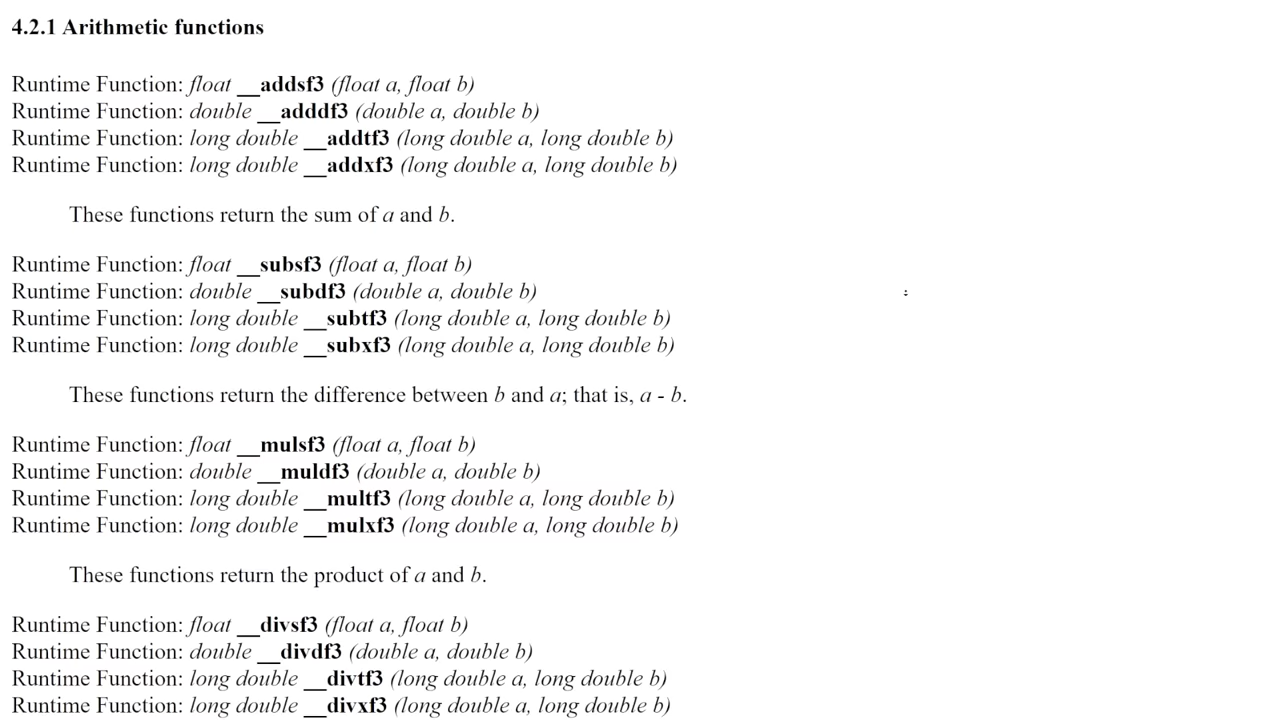 4.2.1 Arithmetic functions
Runtime Function: float __addsf3 (float a, float b)
Runtime Function: double __adddf3 (double a, double b)
Runtime Function: long double __addtf3 (long double a, long double b)
Runtime Function: long double __addxf3 (long double a, long double b)
These functions return the sum of a and b.
Runtime Function: float __subsf3 (float a, float b)
Runtime Function: double __subdf3 (double a, double b)
Runtime Function: long double __subtf3 (long double a, long double b)
Runtime Function: long double __subxf3 (long double a, long double b)
These functions return the difference between b and a; that is, a - b.
Runtime Function: float __mulsf3 (float a, float b)
Runtime Function: double __muldf3 (double a, double b)
Runtime Function: long double __multf3 (long double a, long double b)
Runtime Function: long double __mulxf3 (long double a, long double b)
These functions return the product of a and b.
Runtime Function: float __divsf3 (float a, float b)
Runtime Function: double __divdf3 (double a, double b)
Runtime Function: long double __divtf3 (long double a, long double b)
Runtime Function: long double __divxf3 (long double a, long double b)